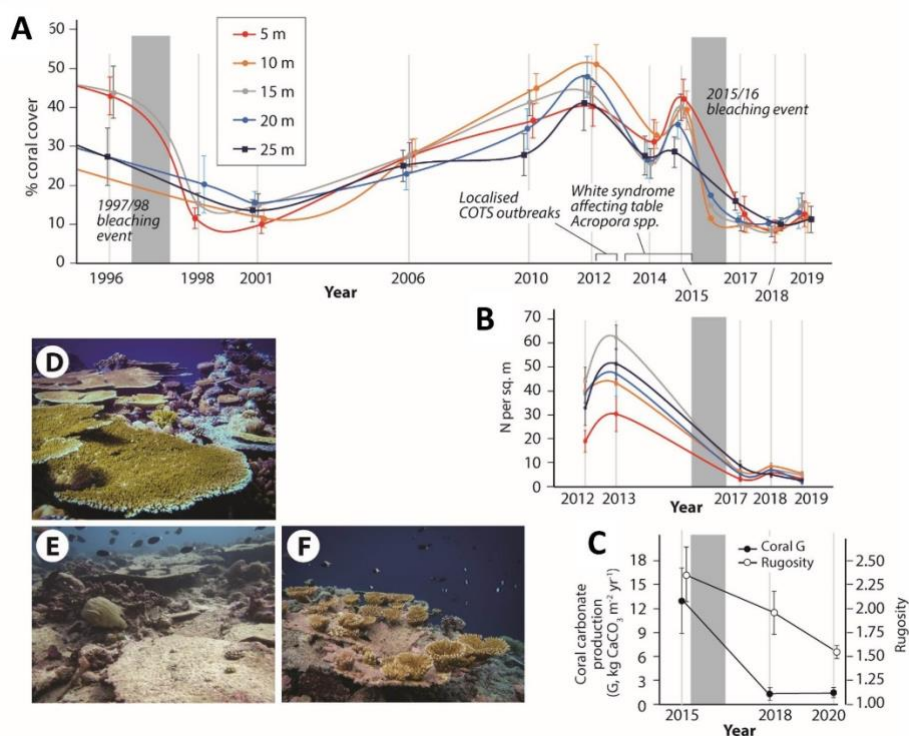 A
60
50
40
30
20
10
0
% coral cover
5 m
10 m
15 m
20 m
25 m
1997/98
bleaching
event
Localised
COTS outbreaks
White syndrome
affecting table
Acropora spp.
2015/16
bleaching event
1996
1998
2001
2006
2010
2012
2014
2015
2017
2018
2019
Year
B
70
60
50
40
30
20
10
0
N per sq. m
2012
2013
2017
2018
2019
Year
D
E
F
C
Coral G
Rugosity
18
15
12
9
6
3
0
Coral carbonate
production
(G, kg CaCO3 m-2 yr-1)
2.50
2.25
2.00
1.75
1.50
1.25
1.00
Rugosity
2015
2018
2020
Year